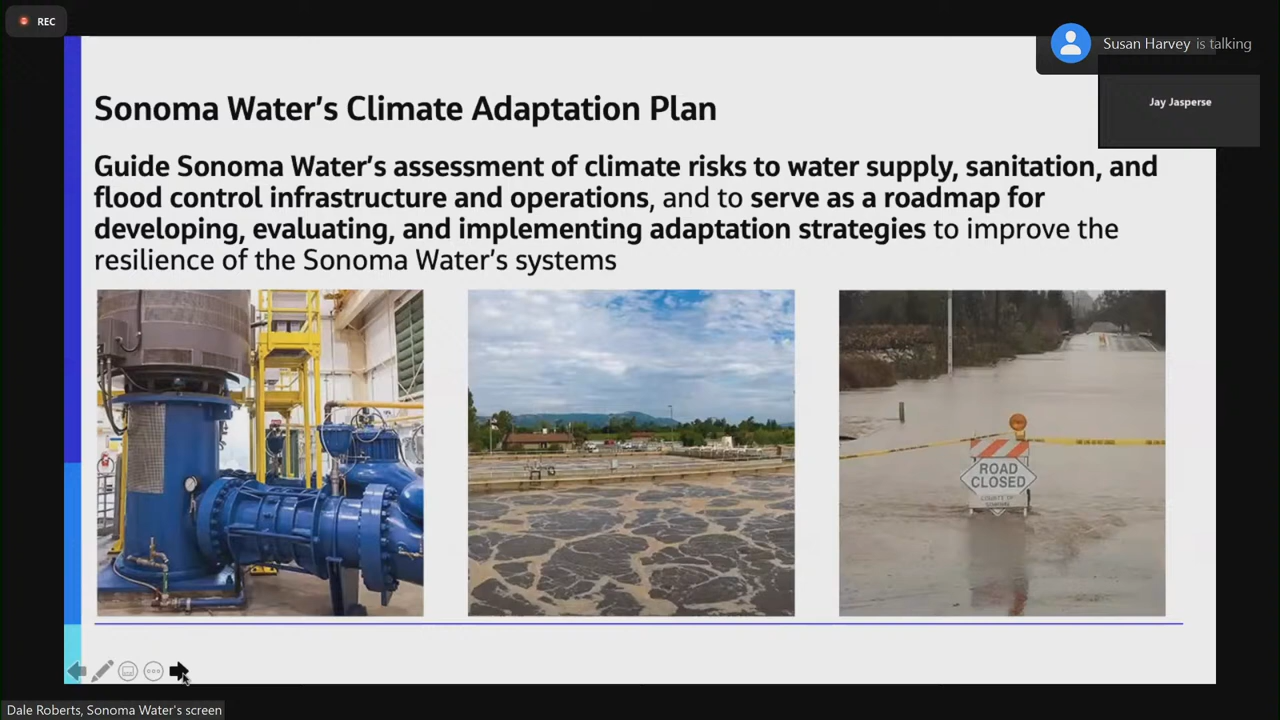 REC
Susan Harvey is talking
Jay Jasperse
Sonoma Water's Climate Adaptation Plan
Guide Sonoma Water's assessment of climate risks to water supply, sanitation, and
flood control infrastructure and operations, and to serve as a roadmap for
developing, evaluating, and implementing adaptation strategies to improve the
resilience of the Sonoma Water's systems
ROAD
CLOSED
COUNTY OF
Dale Roberts, Sonoma Water's screen